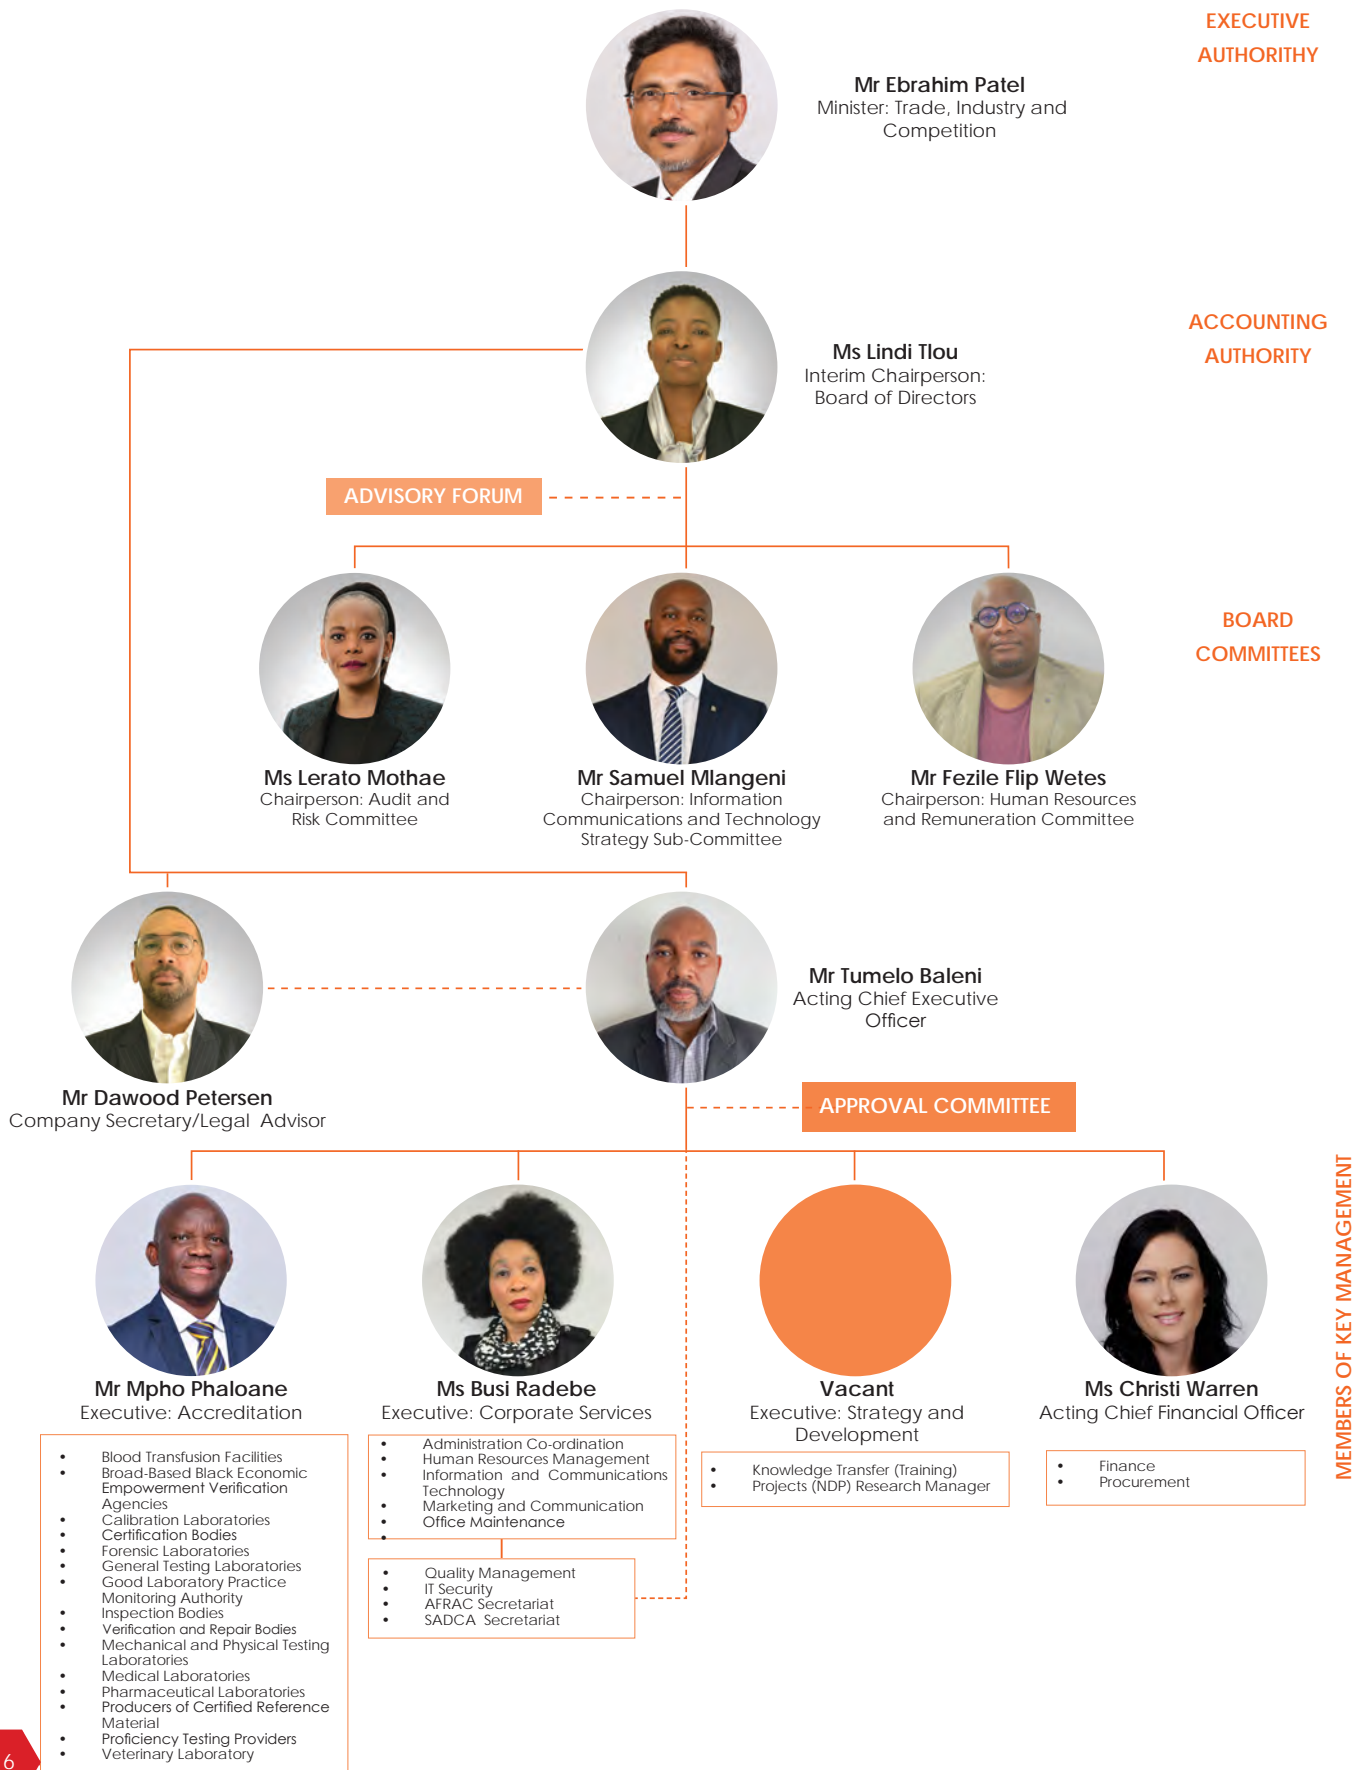 EXECUTIVE
AUTHORITHY
Mr Ebrahim Patel
Minister: Trade, Industry and
Competition
ACCOUNTING
AUTHORITY
Ms Lindi Tlou
Interim Chairperson:
Board of Directors
ADVISORY FORUM
BOARD
COMMITTEES
Ms Lerato Mothae
Chairperson: Audit and
Risk Committee
Mr Samuel Mlangeni
Chairperson: Information
Communications and Technology
Strategy Sub-Committee
Mr Fezile Flip Wetes
Chairperson: Human Resources
and Remuneration Committee
Mr Tumelo Baleni
Acting Chief Executive
Officer
Mr Dawood Petersen
Company Secretary/Legal Advisor
APPROVAL COMMITTEE
MEMBERS OF KEY MANAGEMENT
Mr Mpho Phaloane
Executive: Accreditation
• Blood Transfusion Facilities
• Broad-Based Black Economic
Empowerment Verification
Agencies
• Calibration Laboratories
• Certification Bodies
• Forensic Laboratories
• General Testing Laboratories
• Good Laboratory Practice
Monitoring Authority
• Inspection Bodies
• Verification and Repair Bodies
• Mechanical and Physical Testing
Laboratories
• Medical Laboratories
• Pharmaceutical Laboratories
• Producers of Certified Reference
Material
• Proficiency Testing Providers
• Veterinary Laboratory
Ms Busi Radebe
Executive: Corporate Services
• Administration Co-ordination
• Human Resources Management
• Information and Communications
Technology
• Marketing and Communication
• Office Maintenance
•
• Quality Management
• IT Security
• AFRAC Secretariat
• SADCA Secretariat
Vacant
Executive: Strategy and
Development
• Knowledge Transfer (Training)
• Projects (NDP) Research Manager
Ms Christi Warren
Acting Chief Financial Officer
• Finance
• Procurement
6